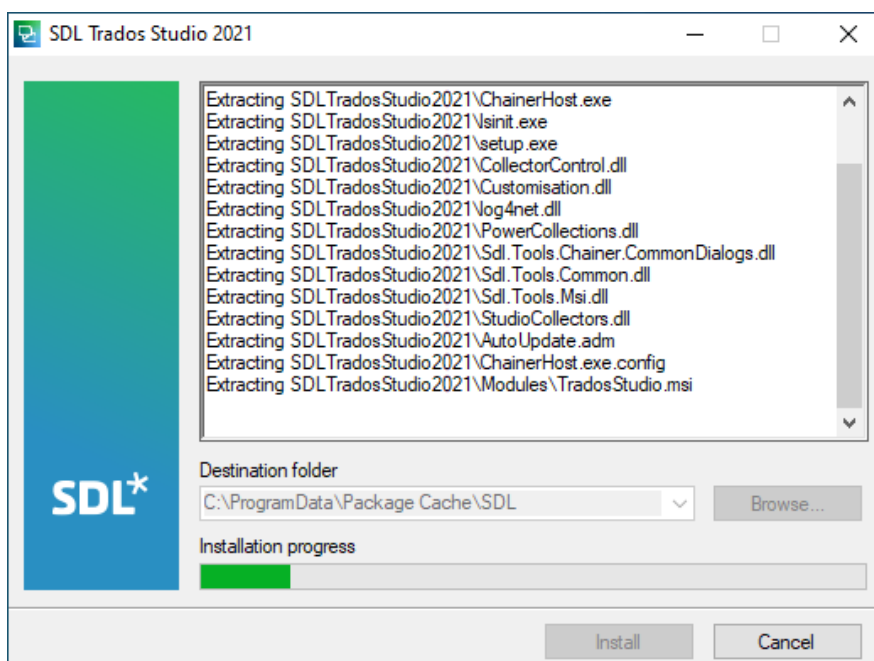 SDL Trados Studio 2021
Extracting SDLTradosStudio2021\ChainerHost.exe
Extracting SDLTradosStudio2021\lsinit.exe
Extracting SDLTradosStudio2021\setup.exe
Extracting SDLTradosStudio2021\CollectorControl.dll
Extracting SDLTradosStudio2021\Customisation.dll
Extracting SDLTradosStudio2021\log4net.dll
Extracting SDLTradosStudio2021\PowerCollections.dll
Extracting SDLTradosStudio2021\Sdl.Tools.Chainer.CommonDialogs.dll
Extracting SDLTradosStudio2021\Sdl.Tools.Common.dll
Extracting SDLTradosStudio2021\Sdl.Tools.Msi.dll
Extracting SDLTradosStudio2021\StudioCollectors.dll
Extracting SDLTradosStudio2021\AutoUpdate.adm
Extracting SDLTradosStudio2021\ChainerHost.exe.config
Extracting SDLTradosStudio2021\Modules\TradosStudio.msi
SDL*
Destination folder
C:\ProgramData\Package Cache\SDL
Browse...
Installation progress
Install
Cancel